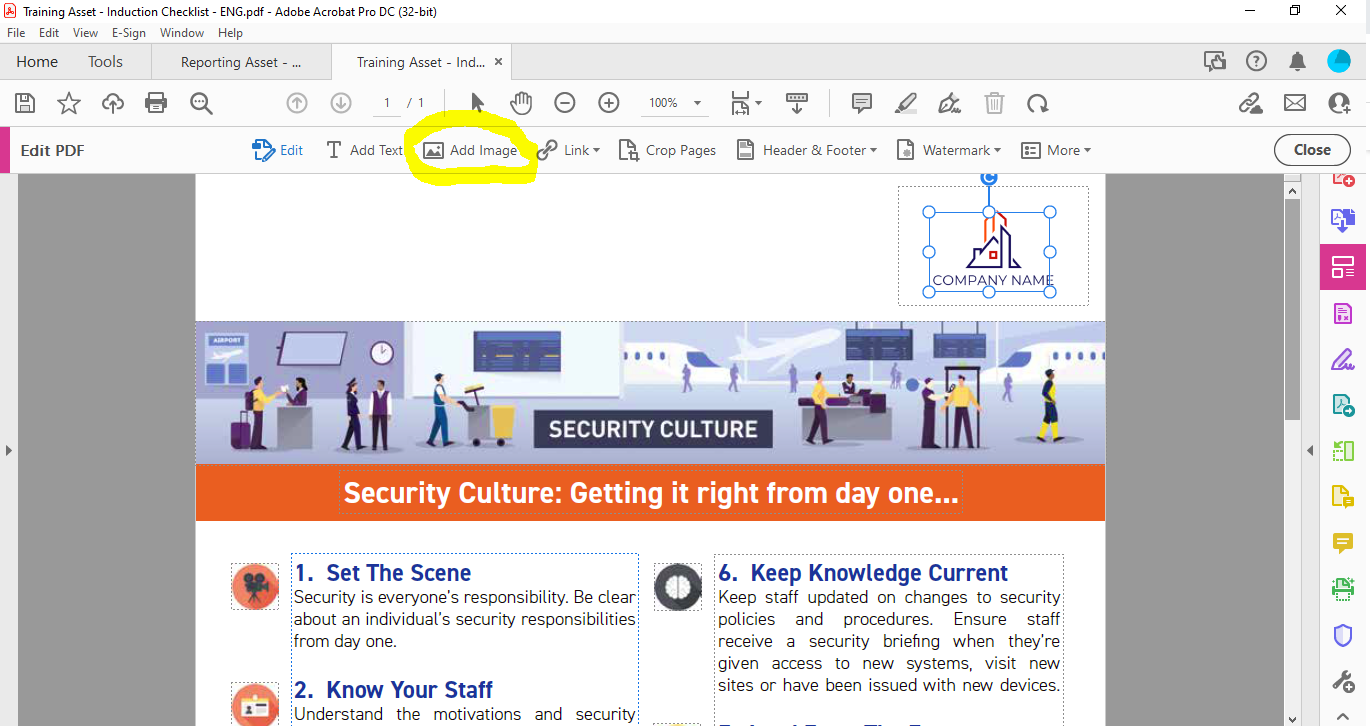 Training Asset - Induction Checklist - ENG.pdf - Adobe Acrobat Pro DC (32-bit)
File Edit View E-Sign Window Help
Home Tools Reporting Asset - ... Training Asset - Ind... ×
1 / 1 100%
Edit PDF Edit Add Text Add Image Link Crop Pages Header & Footer Watermark More Close
COMPANY NAME
AIRPORT
SECURITY CULTURE
Security Culture: Getting it right from day one...
1. Set The Scene
Security is everyone's responsibility. Be clear
about an individual's security responsibilities
from day one.
2. Know Your Staff
Understand the motivations and security
6. Keep Knowledge Current
Keep staff updated on changes to security
policies and procedures. Ensure staff
receive a security briefing when they're
given access to new systems, visit new
sites or have been issued with new devices.